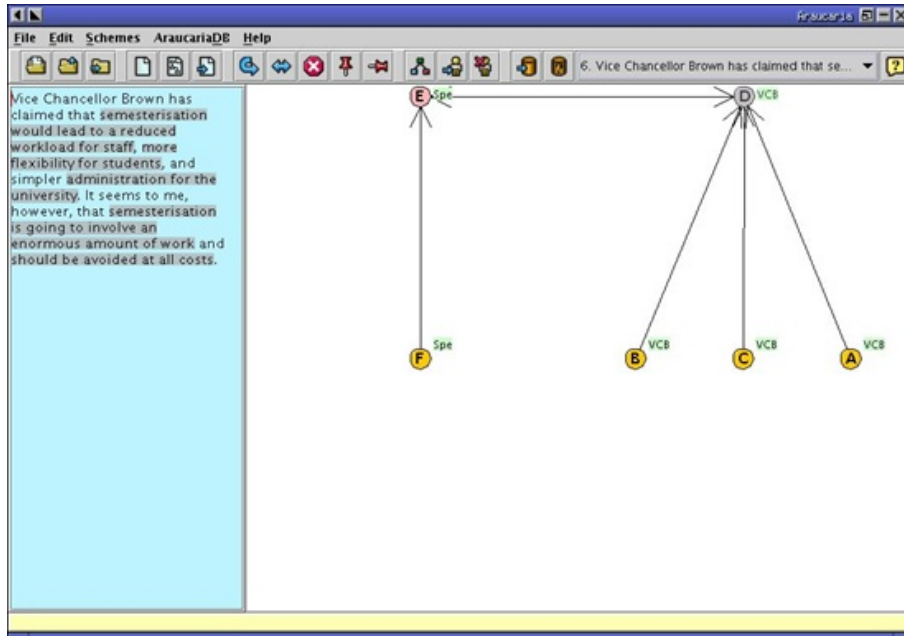 Araucaria
File Edit Schemes AraucariaDB Help
6. Vice Chancellor Brown has claimed that se... ?
Vice Chancellor Brown has
claimed that semesterisation
would lead to a reduced
workload for staff, more
flexibility for students, and
simpler administration for the
university. It seems to me,
however, that semesterisation
is going to involve an
enormous amount of work and
should be avoided at all costs.
E Spe D VCB
F Spe B VCB C VCB A VCB